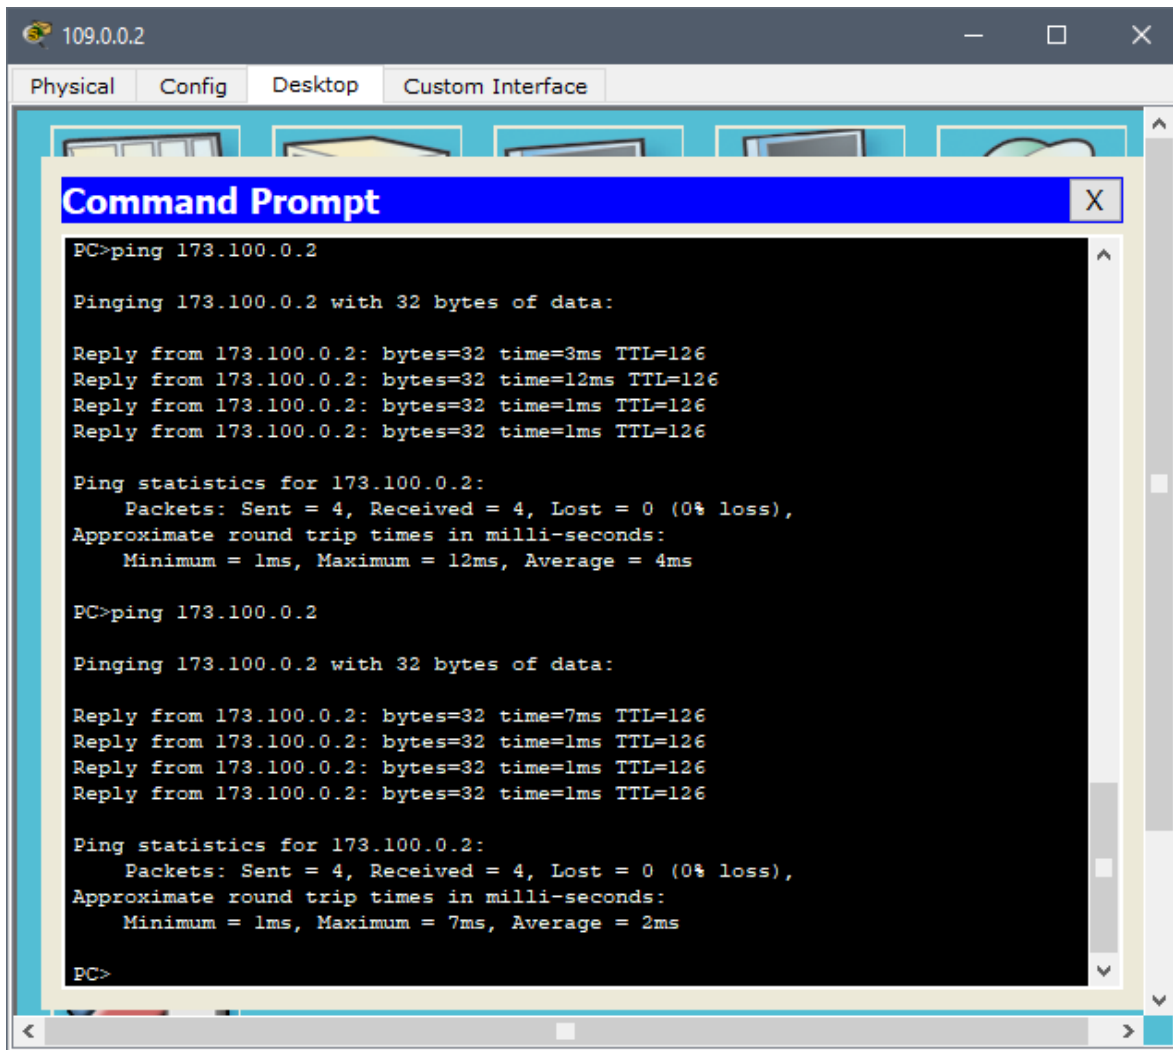 109.0.0.2
Physical Config Desktop Custom Interface
Command Prompt X
PC>ping 173.100.0.2
Pinging 173.100.0.2 with 32 bytes of data:
Reply from 173.100.0.2: bytes=32 time=3ms TTL=126
Reply from 173.100.0.2: bytes=32 time=12ms TTL=126
Reply from 173.100.0.2: bytes=32 time=1ms TTL=126
Reply from 173.100.0.2: bytes=32 time=1ms TTL=126
Ping statistics for 173.100.0.2:
Packets: Sent = 4, Received = 4, Lost = 0 (0% loss),
Approximate round trip times in milli-seconds:
Minimum = 1ms, Maximum = 12ms, Average = 4ms
PC>ping 173.100.0.2
Pinging 173.100.0.2 with 32 bytes of data:
Reply from 173.100.0.2: bytes=32 time=7ms TTL=126
Reply from 173.100.0.2: bytes=32 time=1ms TTL=126
Reply from 173.100.0.2: bytes=32 time=1ms TTL=126
Reply from 173.100.0.2: bytes=32 time=1ms TTL=126
Ping statistics for 173.100.0.2:
Packets: Sent = 4, Received = 4, Lost = 0 (0% loss),
Approximate round trip times in milli-seconds:
Minimum = 1ms, Maximum = 7ms, Average = 2ms
PC>